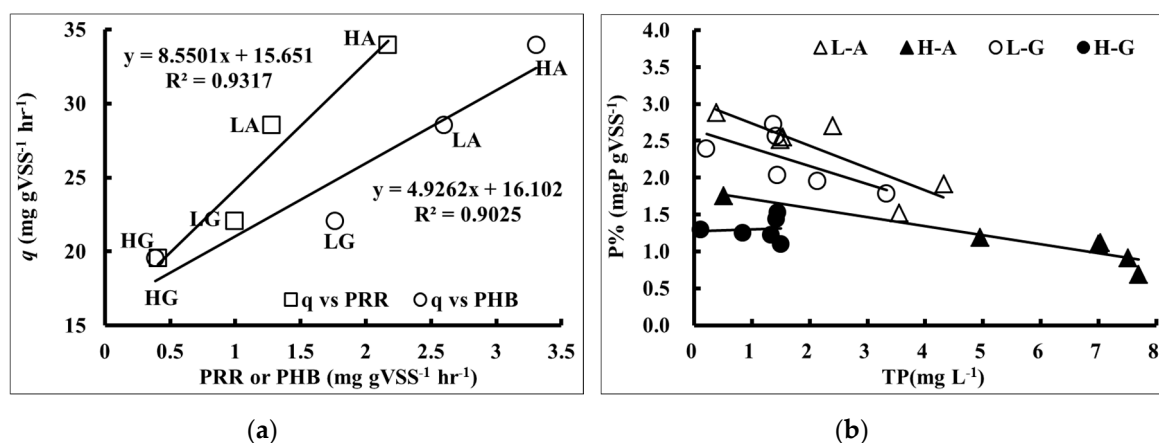 35
30
25
20
15
q (mg gVSS⁻¹ hr⁻¹)
y = 8.5501x + 15.651
R² = 0.9317
HA
HA
LA
LA
y = 4.9262x + 16.102
R² = 0.9025
LG
LG
HG
HG
q vs PRR
q vs PHB
0 0.5 1 1.5 2 2.5 3 3.5
PRR or PHB (mg gVSS⁻¹ hr⁻¹)
(a)
L-A H-A L-G H-G
4.0
3.5
3.0
2.5
2.0
1.5
1.0
0.5
0.0
P% (mgP gVSS⁻¹)
0 1 2 3 4 5 6 7 8
TP(mg L⁻¹)
(b)